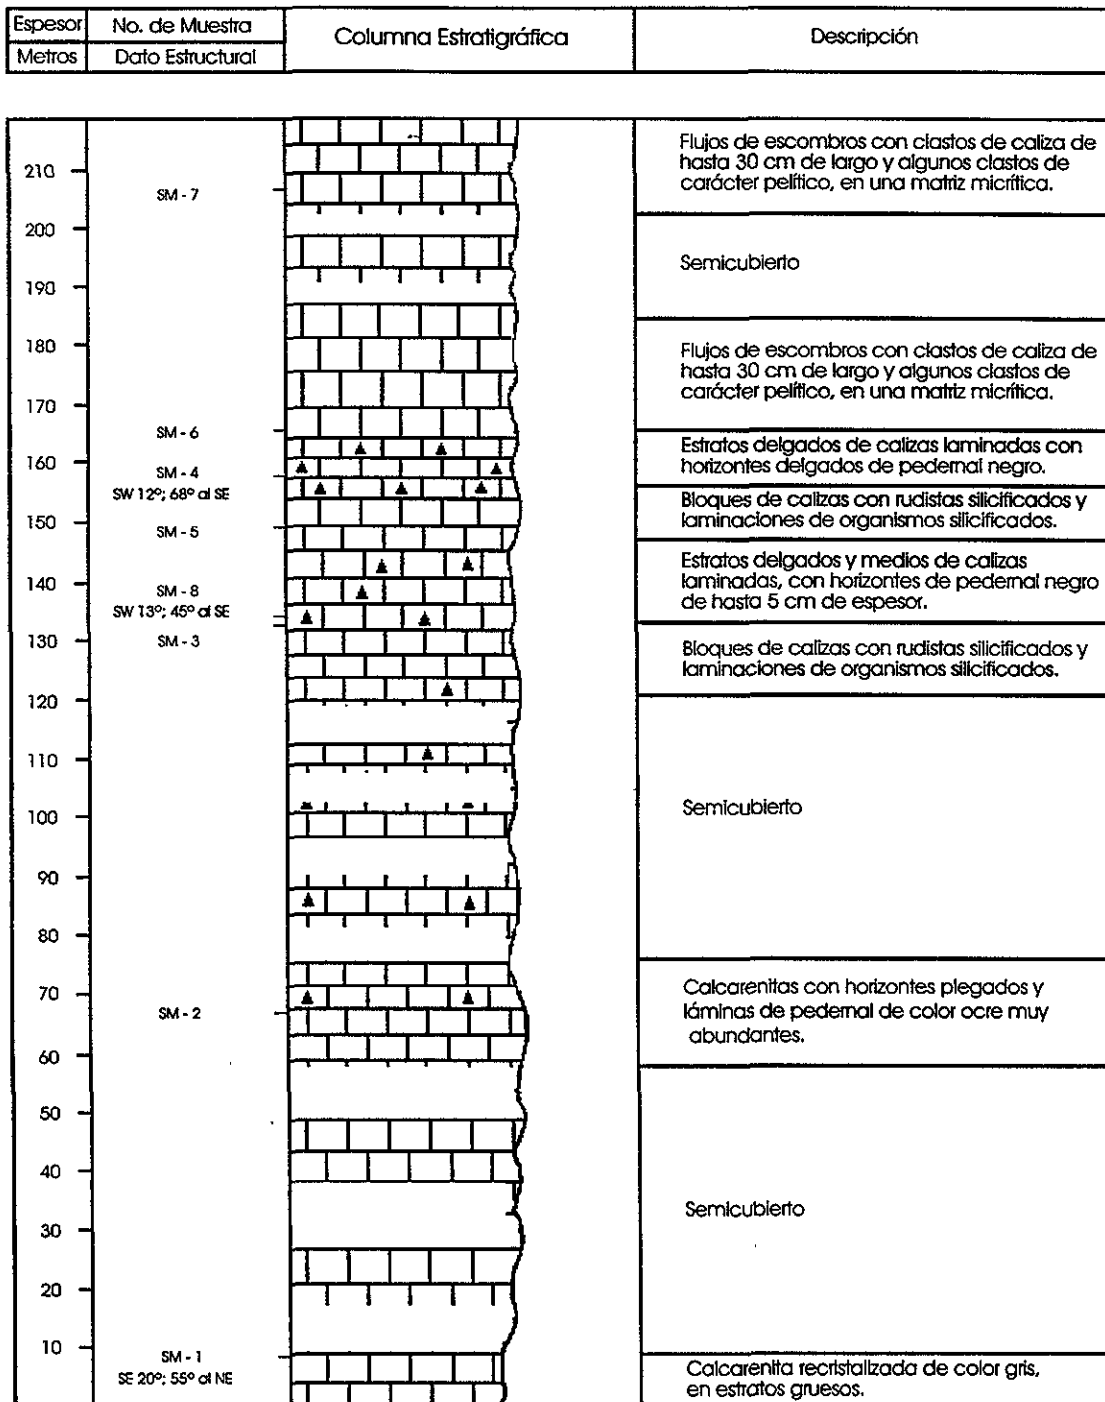 Espesor
No. de Muestra
Columna Estratigráfica
Descripción
Metros
Dato Estructural
Flujos de escombros con clastos de caliza de
hasta 30 cm de largo y algunos clastos de
carácter pelítico, en una matriz micrítica.
210
SM - 7
200
Semicubierto
190
180
Flujos de escombros con clastos de caliza de
hasta 30 cm de largo y algunos clastos de
carácter pelítico, en una matriz micrítica.
170
SM - 6
Estratos delgados de calizas laminadas con
horizontes delgados de pedernal negro.
160
SM - 4
SW 12º; 68º al SE
Bloques de calizas con rudistas silicificados y
laminaciones de organismos silicificados.
150
SM - 5
Estratos delgados y medios de calizas
laminadas, con horizontes de pedernal negro
de hasta 5 cm de espesor.
140
SM - 8
SW 13º; 45º al SE
130
SM - 3
Bloques de calizas con rudistas silicificados y
laminaciones de organismos silicificados.
120
110
Semicubierto
100
90
80
Calcarenitas con horizontes plegados y
láminas de pedernal de color ocre muy
abundantes.
70
SM - 2
60
50
40
Semicubierto
30
20
10
SM - 1
SE 20º; 55º al NE
Calcarenita recristalizada de color gris,
en estratos gruesos.